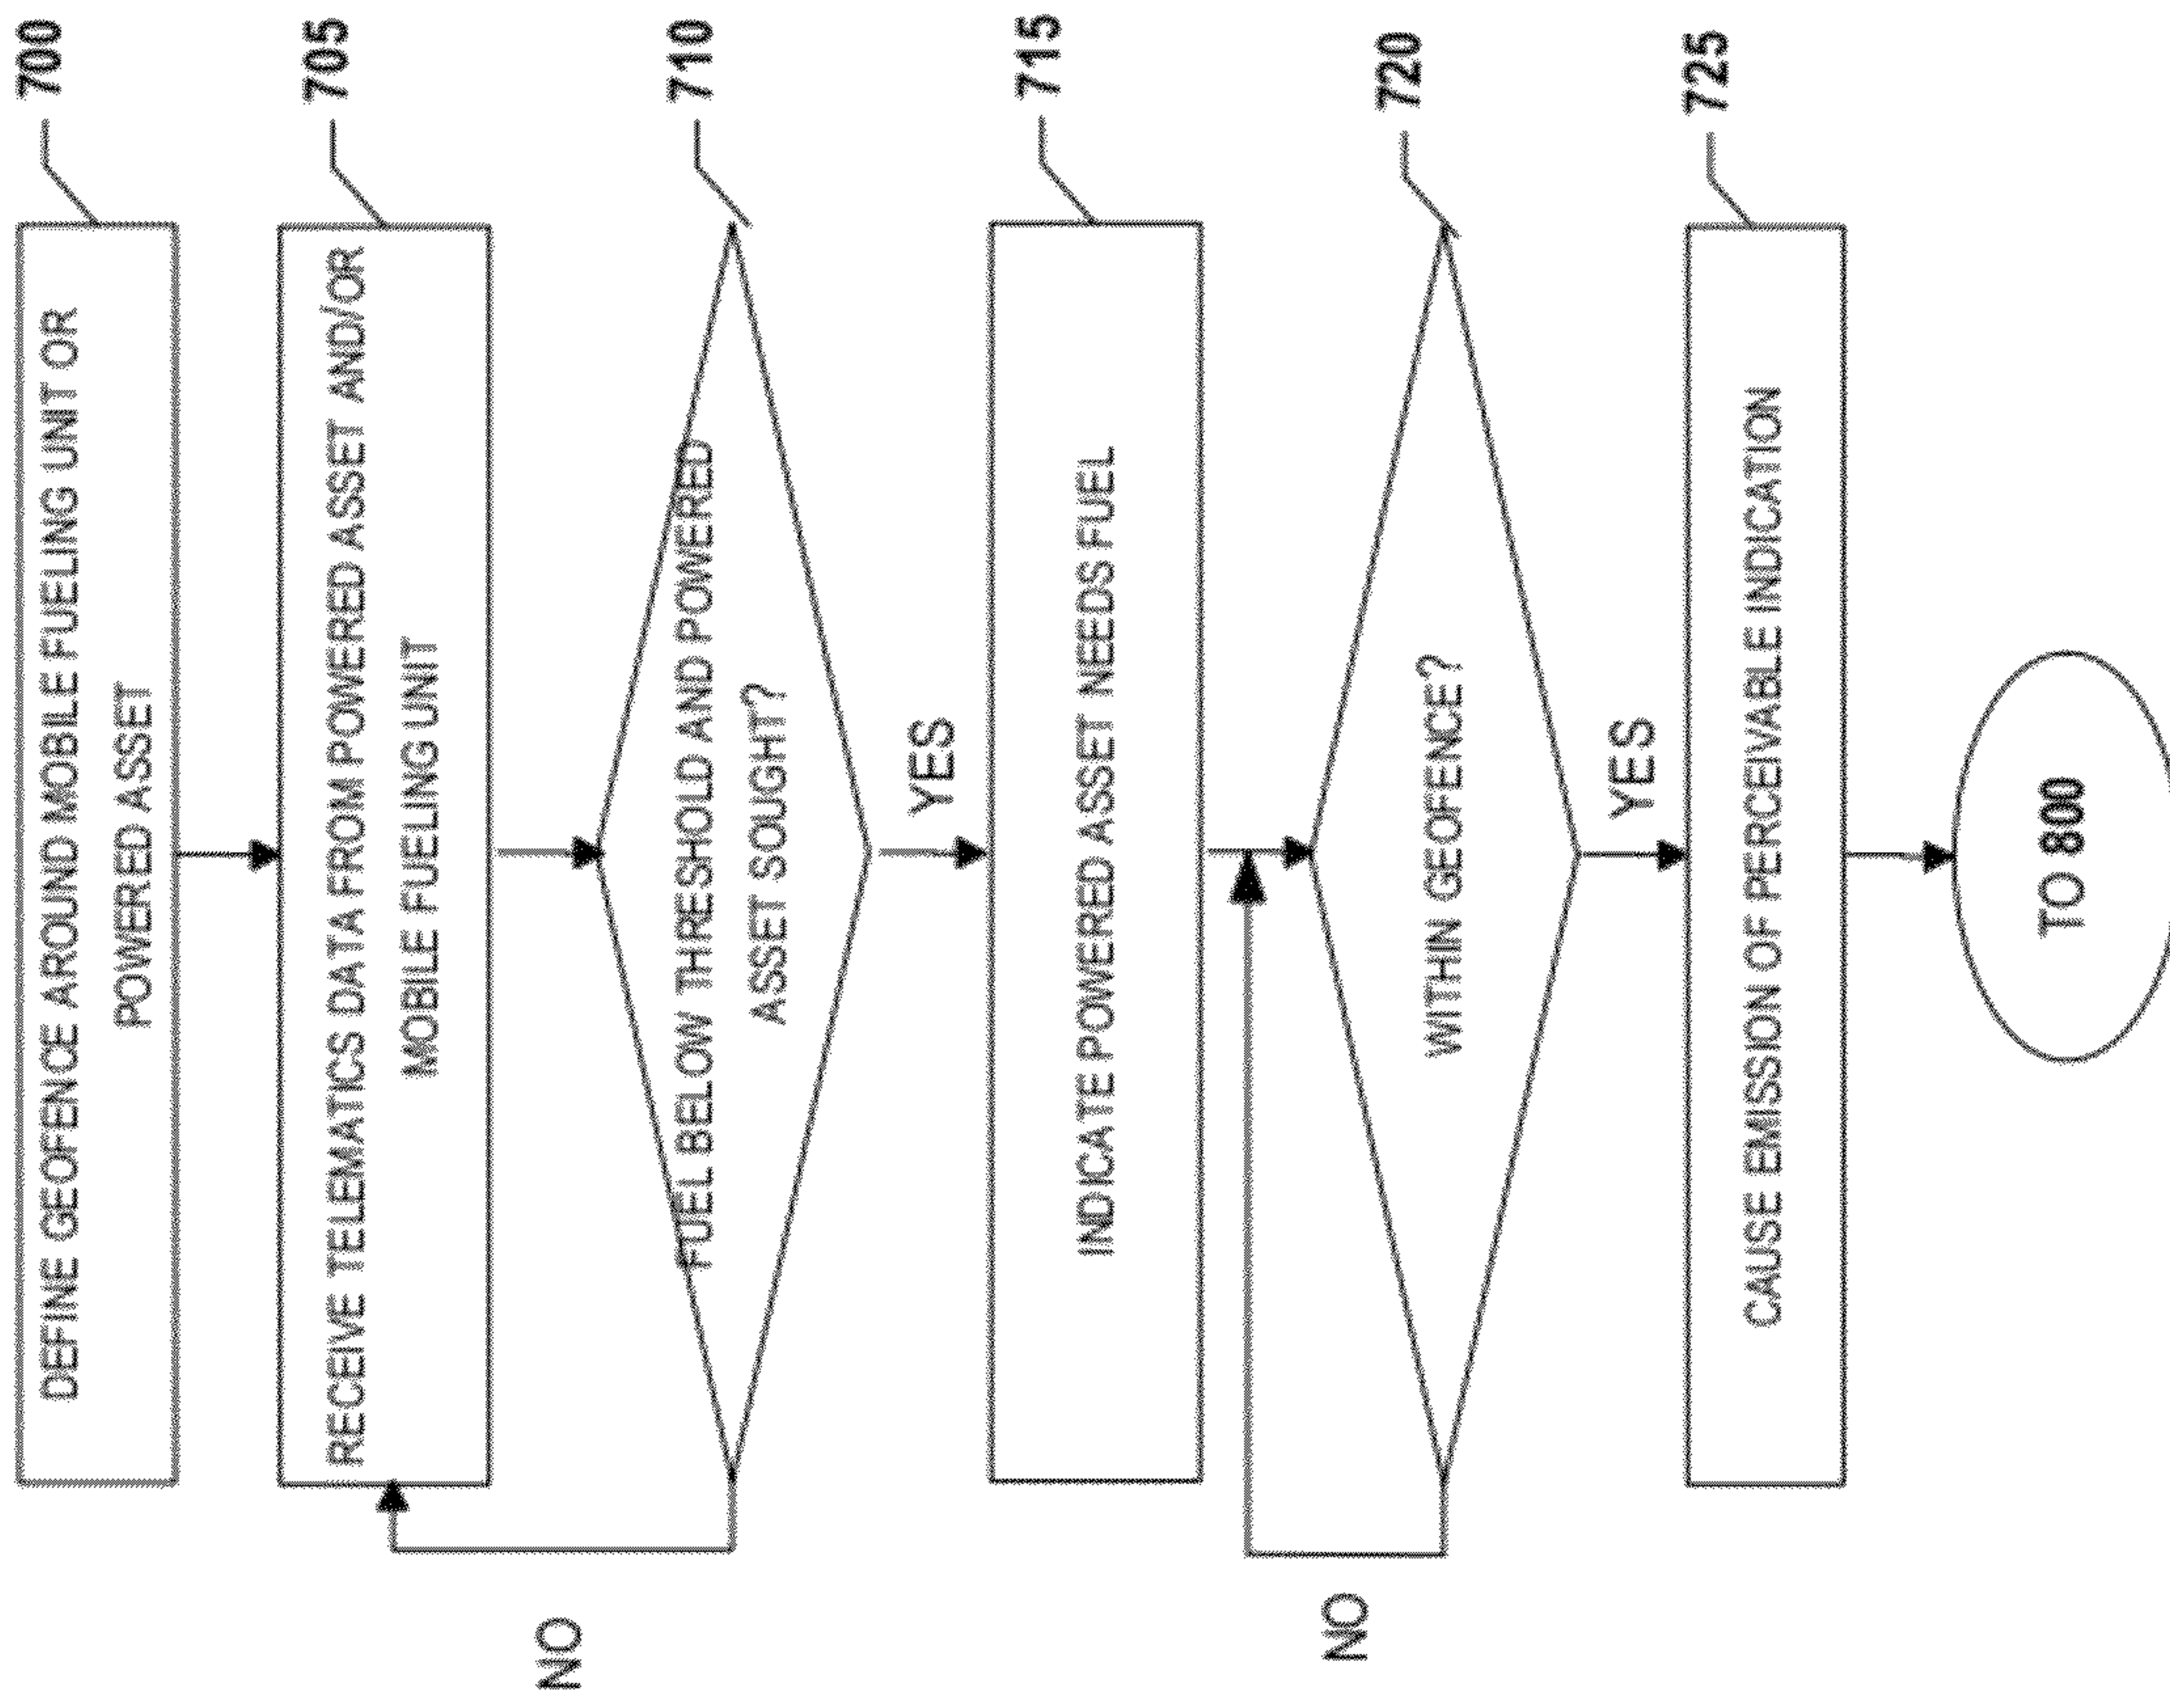 700
DEFINE GEOFENCE AROUND MOBILE FUELING UNIT OR
POWERED ASSET
705
RECEIVE TELEMATICS DATA FROM POWERED ASSET AND/OR
MOBILE FUELING UNIT
710
FUEL BELOW THRESHOLD AND POWERED
ASSET SOUGHT?
NO
YES
715
INDICATE POWERED ASSET NEEDS FUEL
720
WITHIN GEOFENCE?
NO
YES
725
CAUSE EMISSION OF PERCEIVABLE INDICATION
TO 800